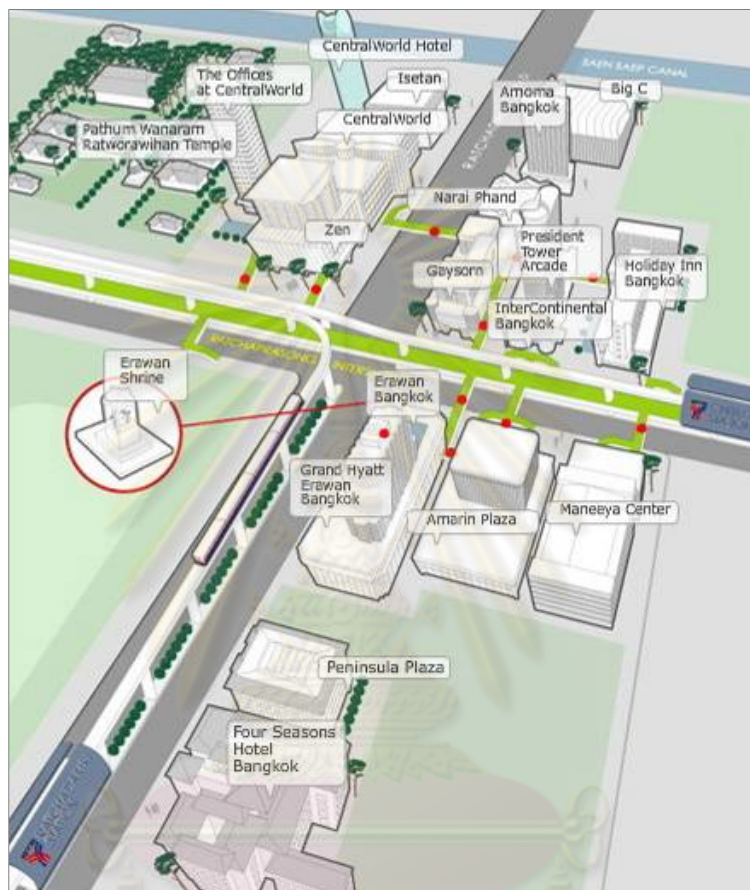 CentralWorld Hotel
The Offices
at CentralWorld
Isetan
SAEN SAEP CANAL
Amoma
Bangkok
Big C
CentralWorld
Pathum Wanaram
Ratworawihan Temple
Narai Phand
Zen
President
Tower
Arcade
Gaysorn
Holiday Inn
Bangkok
InterContinental
Bangkok
Erawan
Shrine
Erawan
Bangkok
Grand Hyatt
Erawan
Bangkok
Amarin Plaza
Maneeya Center
Peninsula Plaza
Four Seasons
Hotel
Bangkok